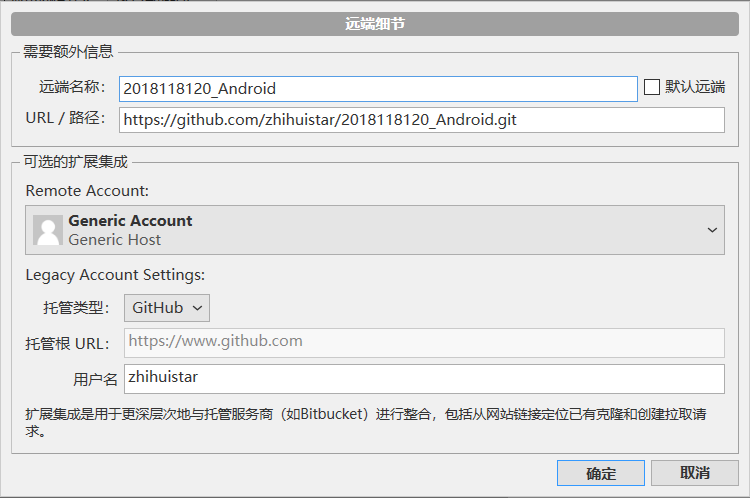 远端细节
需要额外信息
远端名称：
2018118120_Android
默认远端
URL / 路径：
https://github.com/zhihuistar/2018118120_Android.git
可选的扩展集成
Remote Account:
Generic Account
Generic Host
Legacy Account Settings:
托管类型：
GitHub
托管根 URL：
https://www.github.com
用户名
zhihuistar
扩展集成是用于更深层次地与托管服务商（如Bitbucket）进行整合，包括从网站链接定位已有克隆和创建拉取请
求。
确定
取消